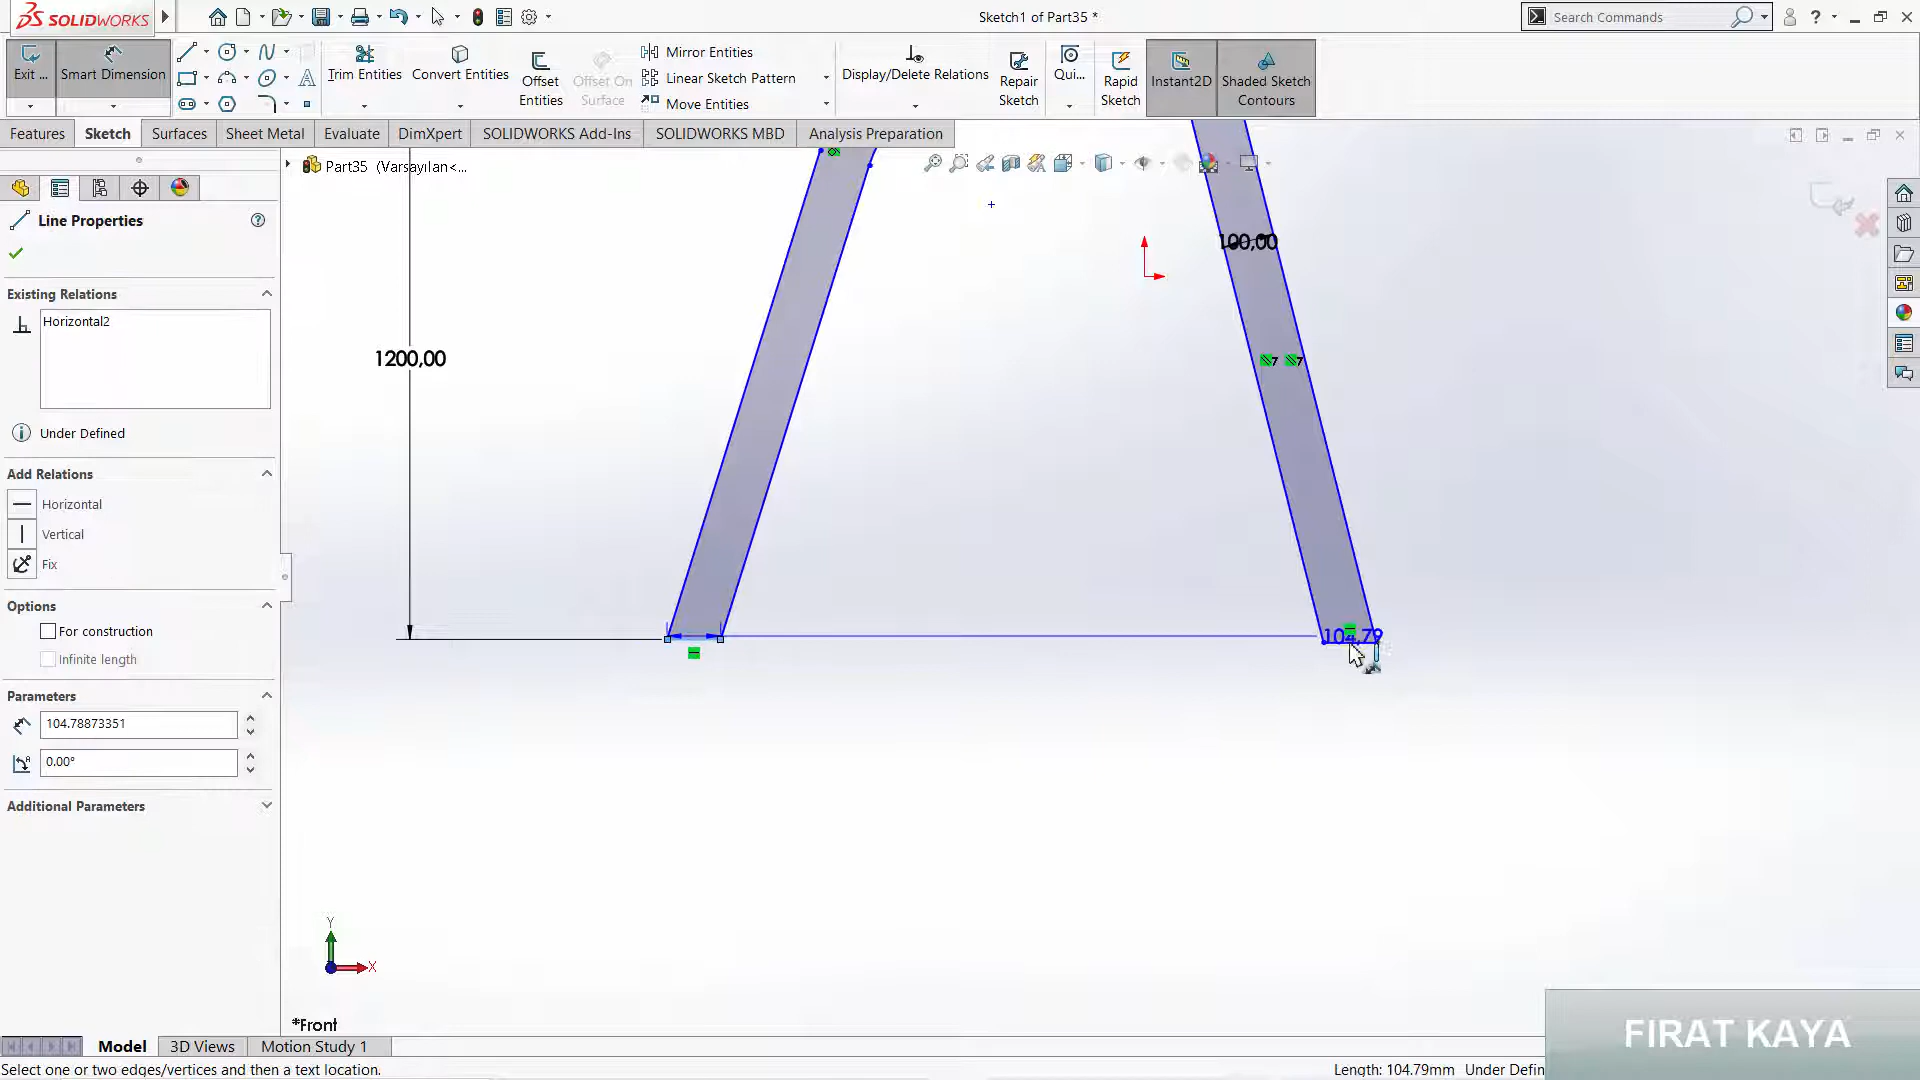 SOLIDWORKS
Sketch1 of Part35 *
Search Commands
Exit ...
Smart Dimension
Trim Entities
Convert Entities
Offset Entities
Offset On Surface
Mirror Entities
Linear Sketch Pattern
Move Entities
Display/Delete Relations
Repair Sketch
Qui...
Rapid Sketch
Instant2D
Shaded Sketch Contours
Features
Sketch
Surfaces
Sheet Metal
Evaluate
DimXpert
SOLIDWORKS Add-Ins
SOLIDWORKS MBD
Analysis Preparation
Part35 (Varsayılan<...
Line Properties
Existing Relations
Horizontal2
Under Defined
Add Relations
Horizontal
Vertical
Fix
Options
For construction
Infinite length
Parameters
104.78873351
0.00°
Additional Parameters
1200,00
100,00
7
7
104,79
Y
X
*Front
Model
3D Views
Motion Study 1
Select one or two edges/vertices and then a text location.
Length: 104.79mm
Under Defin
FIRAT KAYA